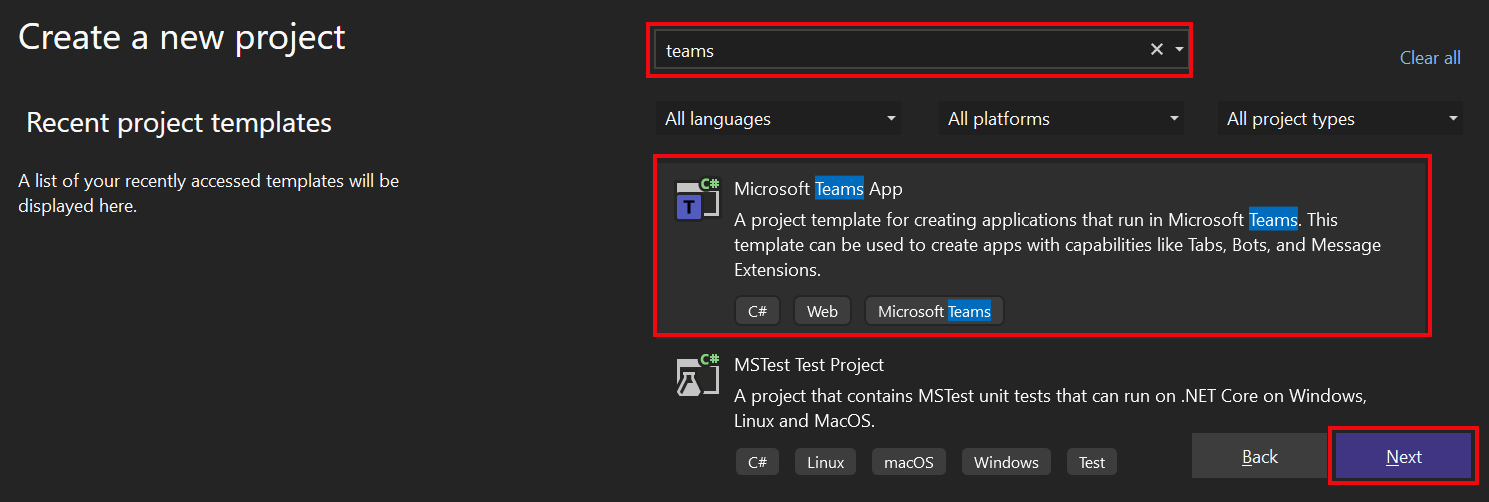 Create a new project
teams
Clear all
Recent project templates
All languages
All platforms
All project types
A list of your recently accessed templates will be
displayed here.
C#
T
Microsoft Teams App
A project template for creating applications that run in Microsoft Teams. This
template can be used to create apps with capabilities like Tabs, Bots, and Message
Extensions.
C#
Web
Microsoft Teams
C#
MSTest Test Project
A project that contains MSTest unit tests that can run on .NET Core on Windows,
Linux and MacOS.
C#
Linux
macOS
Windows
Test
Back
Next